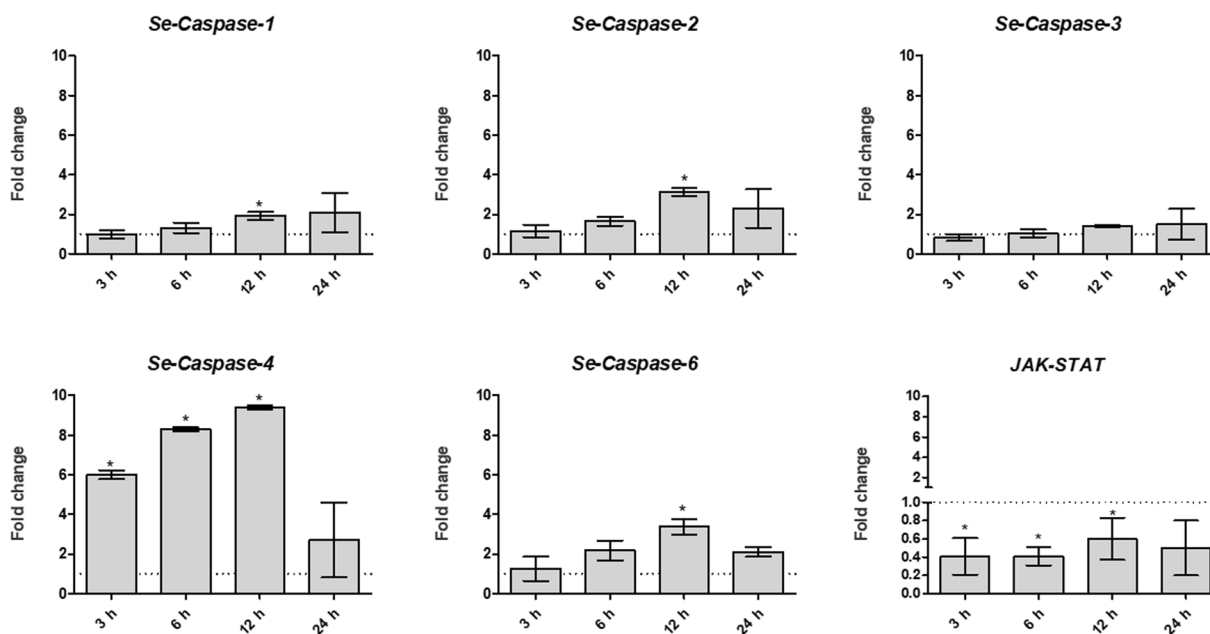 Se-Caspase-1
Fold change
10
8
6
4
2
0
*
3 h
6 h
12 h
24 h
Se-Caspase-2
Fold change
10
8
6
4
2
0
*
3 h
6 h
12 h
24 h
Se-Caspase-3
Fold change
10
8
6
4
2
0
3 h
6 h
12 h
24 h
Se-Caspase-4
Fold change
10
8
6
4
2
0
*
*
*
3 h
6 h
12 h
24 h
Se-Caspase-6
Fold change
10
8
6
4
2
0
*
3 h
6 h
12 h
24 h
JAK-STAT
Fold change
10
8
6
4
2
1.0
0.8
0.6
0.4
0.2
0.0
*
*
*
3 h
6 h
12 h
24 h